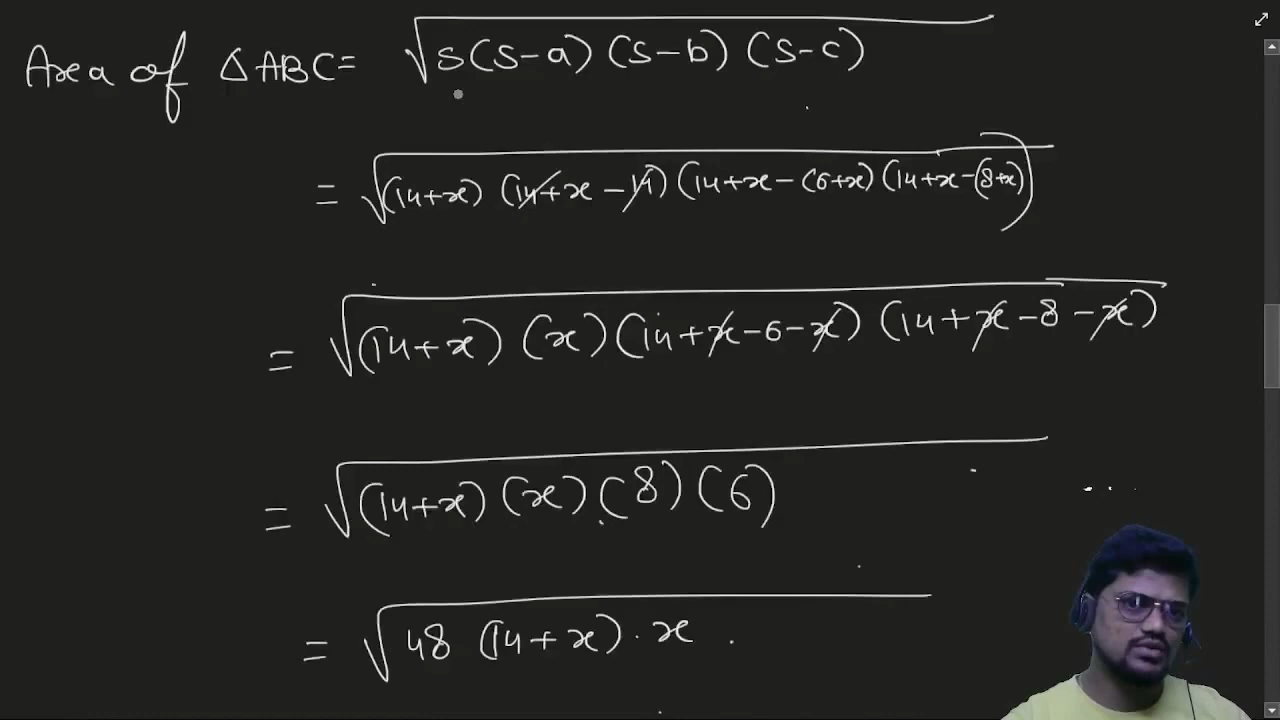 Area of △ABC = √s(s-a)(s-b)(s-c)
= √(14+x)(14+x-14)(14+x-(6+x)(14+x-(8+x))
= √(14+x)(x)(14+x-6-x)(14+x-8-x)
= √(14+x)(x)(8)(6)
= √48(14+x)·x